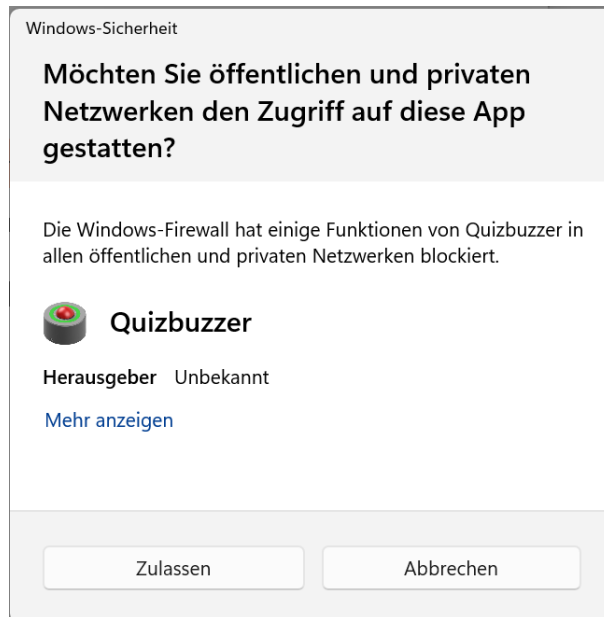 Windows-Sicherheit
Möchten Sie öffentlichen und privaten
Netzwerken den Zugriff auf diese App
gestatten?
Die Windows-Firewall hat einige Funktionen von Quizbuzzer in
allen öffentlichen und privaten Netzwerken blockiert.
Quizbuzzer
Herausgeber Unbekannt
Mehr anzeigen
Zulassen
Abbrechen